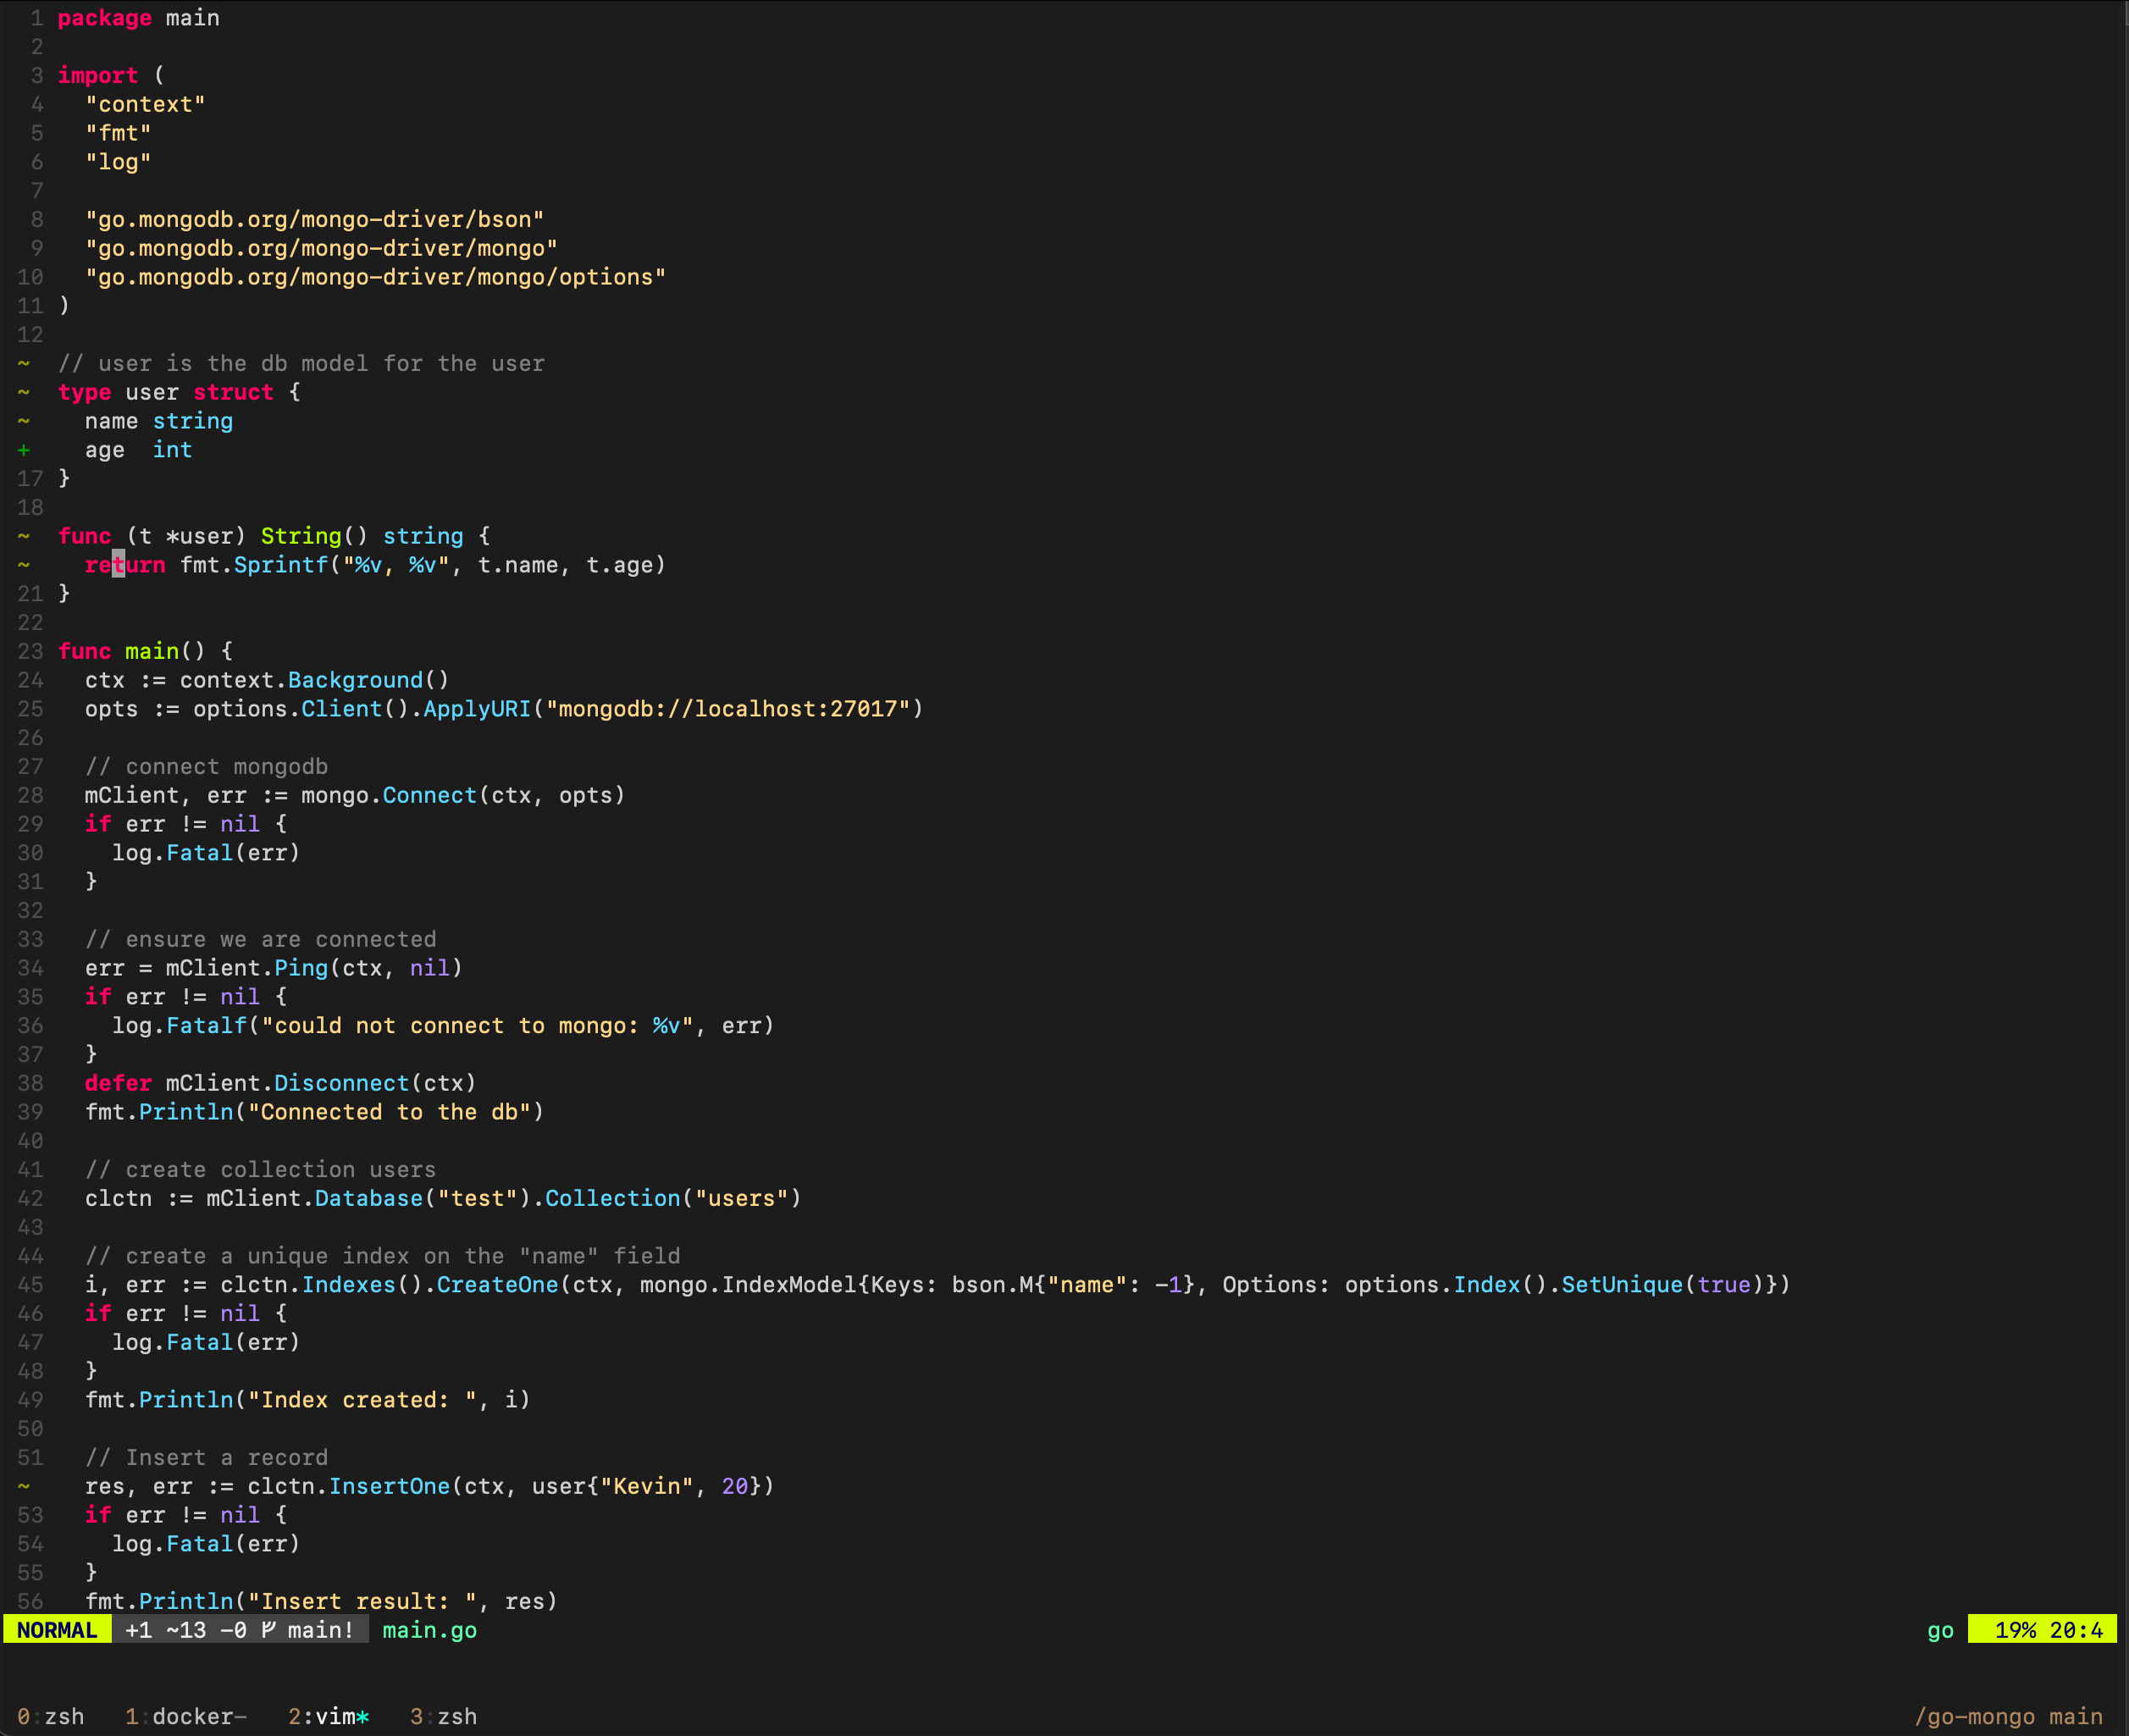 1 package main
2
3 import (
4   "context"
5   "fmt"
6   "log"
7
8   "go.mongodb.org/mongo-driver/bson"
9   "go.mongodb.org/mongo-driver/mongo"
10   "go.mongodb.org/mongo-driver/mongo/options"
11 )
12
~ // user is the db model for the user
~ type user struct {
~   name string
+   age  int
17 }
18
~ func (t *user) String() string {
~   return fmt.Sprintf("%v, %v", t.name, t.age)
21 }
22
23 func main() {
24   ctx := context.Background()
25   opts := options.Client().ApplyURI("mongodb://localhost:27017")
26
27   // connect mongodb
28   mClient, err := mongo.Connect(ctx, opts)
29   if err != nil {
30     log.Fatal(err)
31   }
32
33   // ensure we are connected
34   err = mClient.Ping(ctx, nil)
35   if err != nil {
36     log.Fatalf("could not connect to mongo: %v", err)
37   }
38   defer mClient.Disconnect(ctx)
39   fmt.Println("Connected to the db")
40
41   // create collection users
42   clctn := mClient.Database("test").Collection("users")
43
44   // create a unique index on the "name" field
45   i, err := clctn.Indexes().CreateOne(ctx, mongo.IndexModel{Keys: bson.M{"name": -1}, Options: options.Index().SetUnique(true)})
46   if err != nil {
47     log.Fatal(err)
48   }
49   fmt.Println("Index created: ", i)
50
51   // Insert a record
~   res, err := clctn.InsertOne(ctx, user{"Kevin", 20})
53   if err != nil {
54     log.Fatal(err)
55   }
56   fmt.Println("Insert result: ", res)
NORMAL +1 ~13 -0 main! main.go go 19% 20:4
0:zsh 1:docker- 2:vim* 3:zsh /go-mongo main